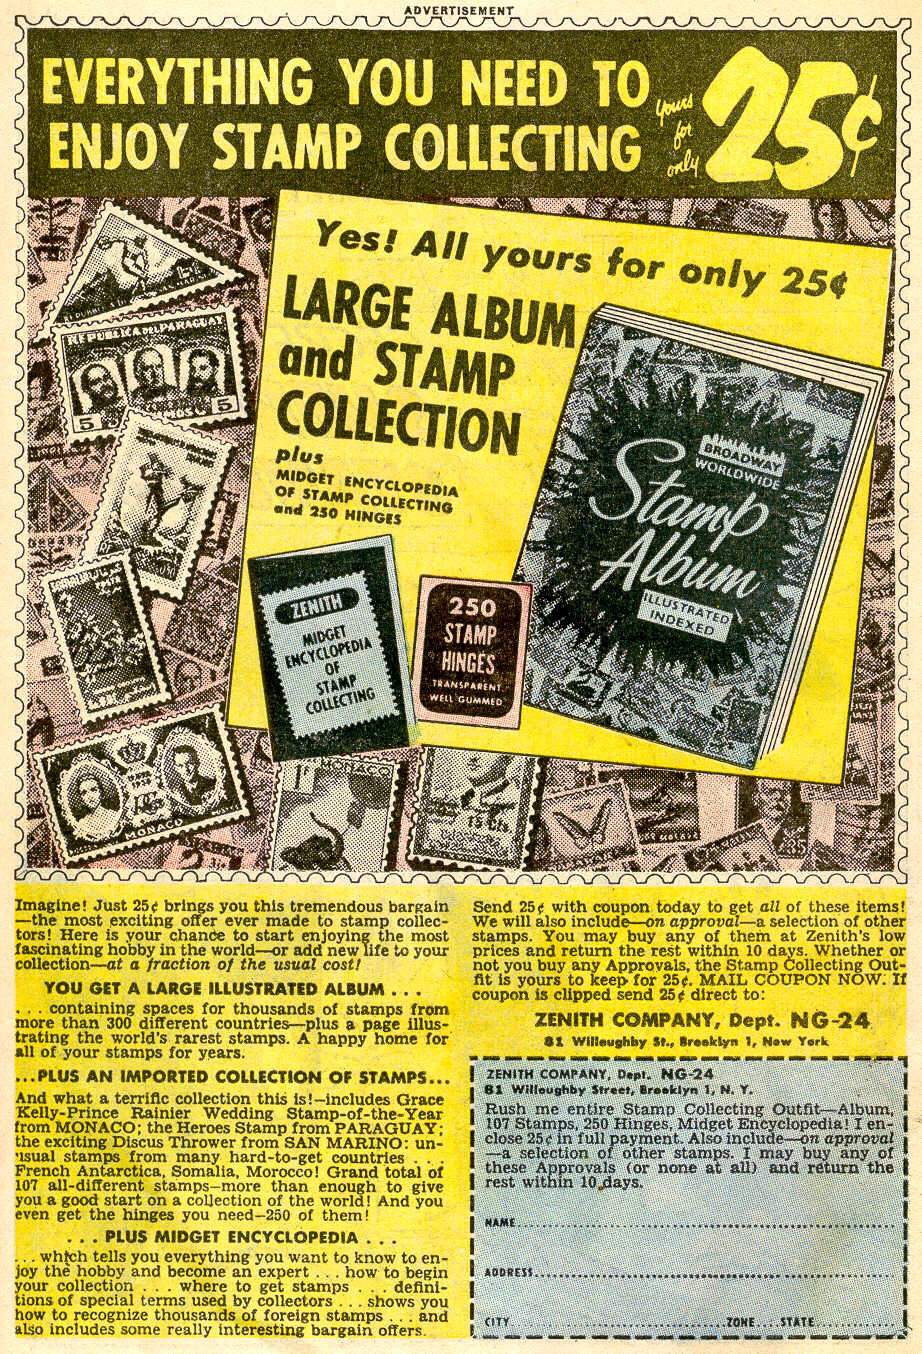 ADVERTISEMENT
EVERYTHING YOU NEED TO
ENJOY STAMP COLLECTING
Yours
for
only
25¢
Yes! All yours for only 25¢
LARGE ALBUM
and STAMP
COLLECTION
plus
MIDGET ENCYCLOPEDIA
OF STAMP COLLECTING
and 250 HINGES
REPUBLICA DEL PARAGUAY
5
5
BROADWAY
WORLDWIDE
Stamp
Album
ILLUSTRATED
INDEXED
ZENITH
MIDGET
ENCYCLOPEDIA
OF
STAMP
COLLECTING
250
STAMP
HINGES
TRANSPARENT
WELL GUMMED
MONACO
MONACO
15 Cts.
Imagine! Just 25¢ brings you this tremendous bargain
—the most exciting offer ever made to stamp collec-
tors! Here is your chance to start enjoying the most
fascinating hobby in the world—or add new life to your
collection—at a fraction of the usual cost!
YOU GET A LARGE ILLUSTRATED ALBUM . . .
. . . containing spaces for thousands of stamps from
more than 300 different countries—plus a page illus-
trating the world's rarest stamps. A happy home for
all of your stamps for years.
...PLUS AN IMPORTED COLLECTION OF STAMPS...
And what a terrific collection this is!—includes Grace
Kelly-Prince Rainier Wedding Stamp-of-the-Year
from MONACO; the Heroes Stamp from PARAGUAY;
the exciting Discus Thrower from SAN MARINO: un-
usual stamps from many hard-to-get countries . . .
French Antarctica, Somalia, Morocco! Grand total of
107 all-different stamps—more than enough to give
you a good start on a collection of the world! And you
even get the hinges you need—250 of them!
. . . PLUS MIDGET ENCYCLOPEDIA . . .
. . . which tells you everything you want to know to en-
joy the hobby and become an expert . . . how to begin
your collection . . . where to get stamps . . . defini-
tions of special terms used by collectors . . . shows you
how to recognize thousands of foreign stamps . . . and
also includes some really interesting bargain offers.
Send 25¢ with coupon today to get all of these items!
We will also include—on approval—a selection of other
stamps. You may buy any of them at Zenith's low
prices and return the rest within 10 days. Whether or
not you buy any Approvals, the Stamp Collecting Out-
fit is yours to keep for 25¢. MAIL COUPON NOW. If
coupon is clipped send 25¢ direct to:
ZENITH COMPANY, Dept. NG-24
81 Willoughby St., Brooklyn 1, New York
ZENITH COMPANY, Dept. NG-24
81 Willoughby Street, Brooklyn 1, N. Y.
Rush me entire Stamp Collecting Outfit—Album,
107 Stamps, 250 Hinges, Midget Encyclopedia! I en-
close 25¢ in full payment. Also include—on approval
—a selection of other stamps. I may buy any of
these Approvals (or none at all) and return the
rest within 10 days.
NAME
ADDRESS
CITY ZONE STATE